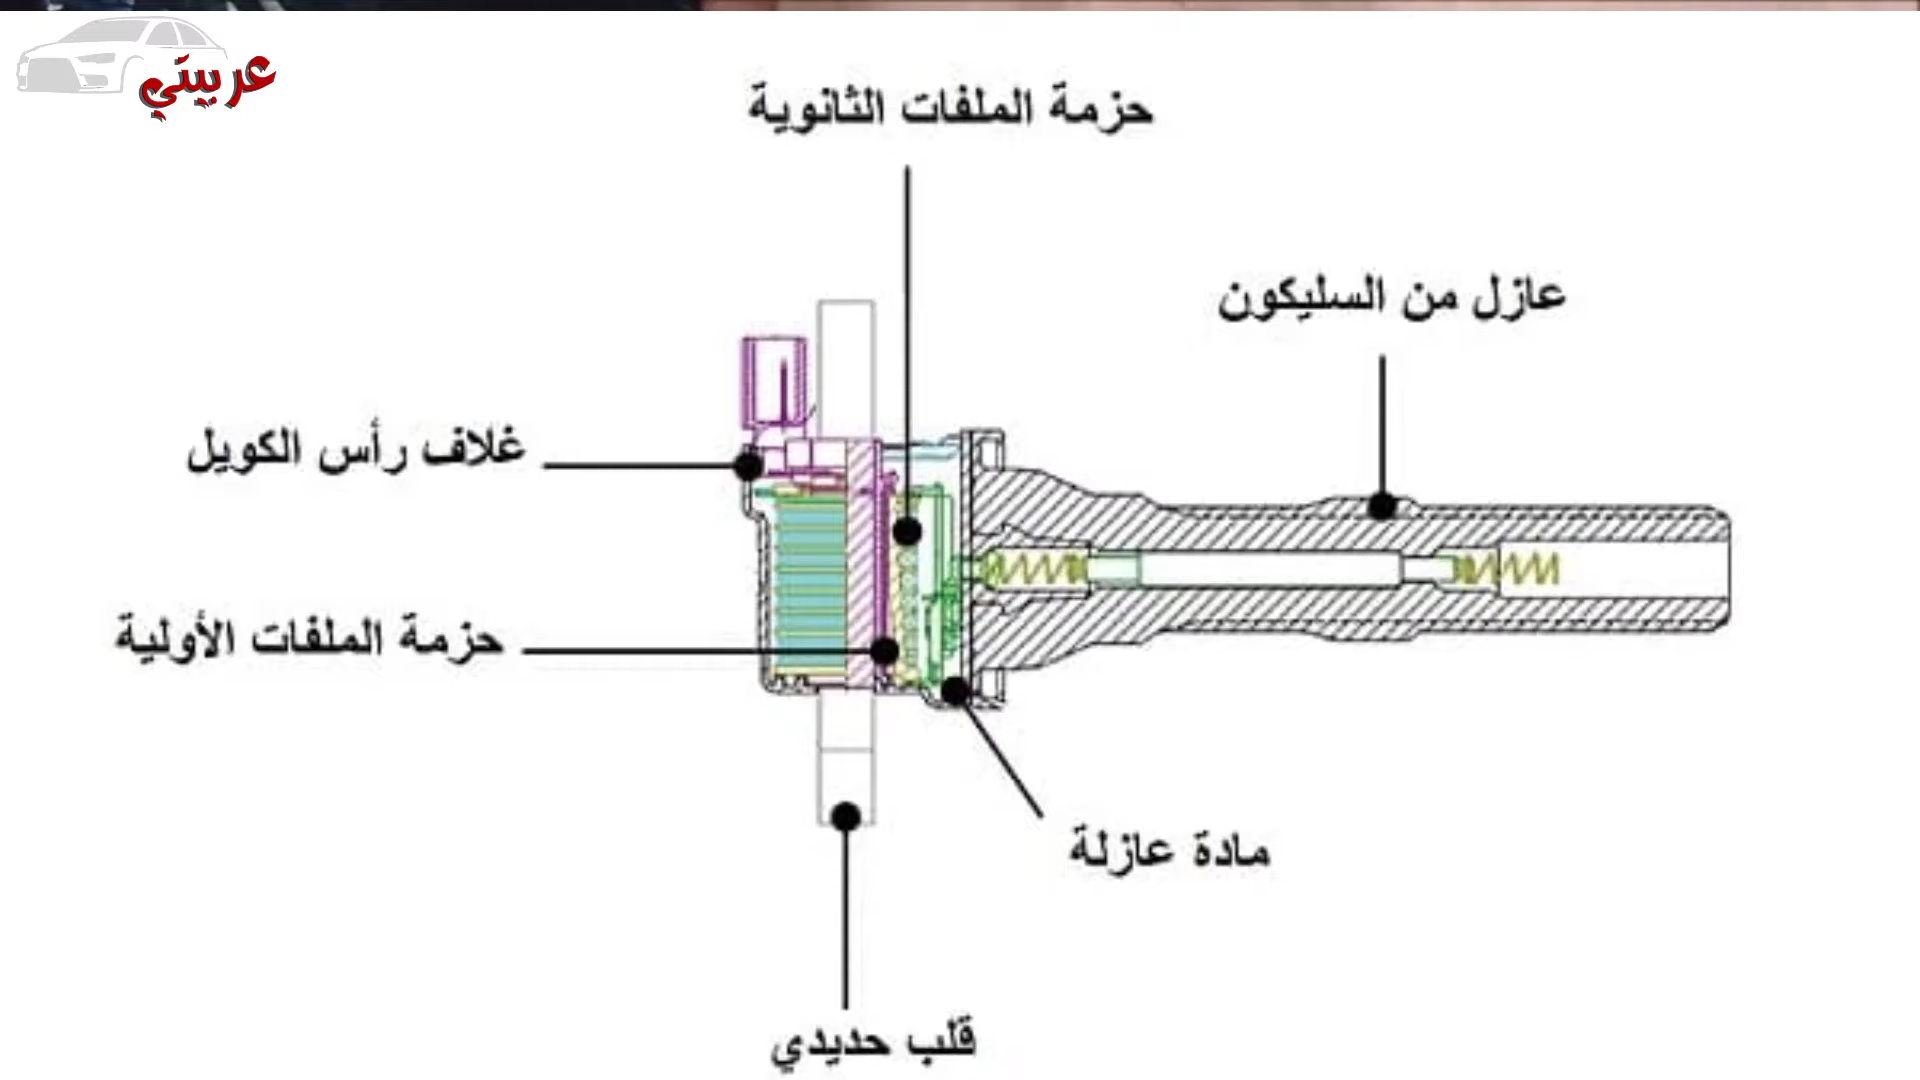 عربيتي
حزمة الملفات الثانوية
عازل من السليكون
غلاف رأس الكويل
حزمة الملفات الأولية
مادة عازلة
قلب حديدي